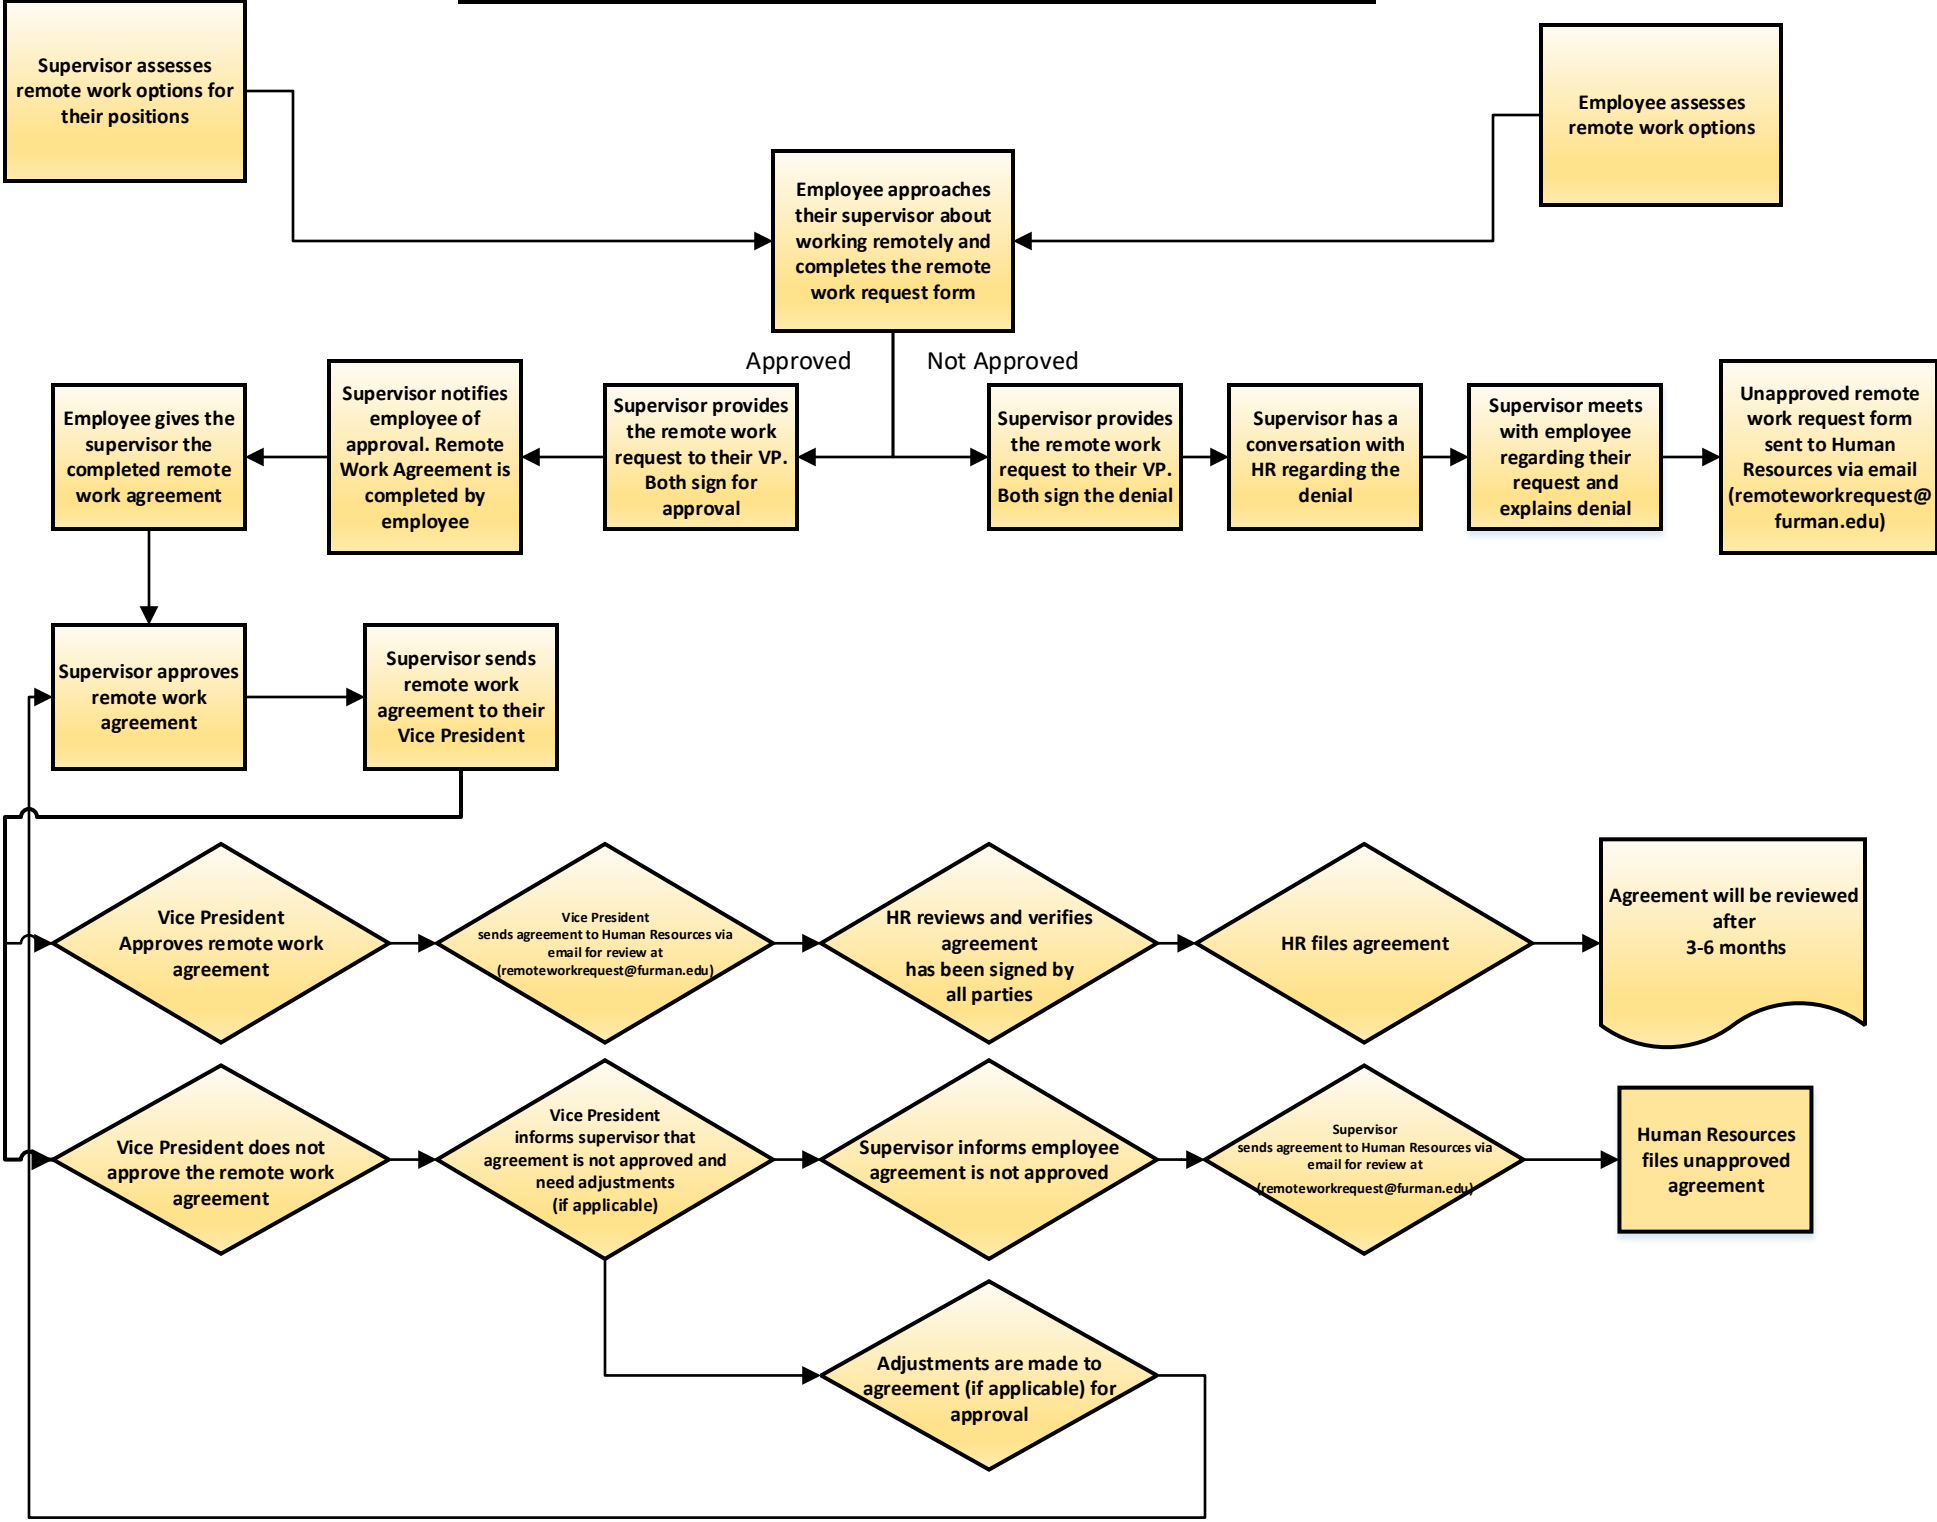 Supervisor assesses
remote work options for
their positions
Employee assesses
remote work options
Employee approaches
their supervisor about
working remotely and
completes the remote
work request form
Approved
Not Approved
Employee gives the
supervisor the
completed remote
work agreement
Supervisor notifies
employee of
approval. Remote
Work Agreement is
completed by
employee
Supervisor provides
the remote work
request to their VP.
Both sign for
approval
Supervisor provides
the remote work
request to their VP.
Both sign the denial
Supervisor has a
conversation with
HR regarding the
denial
Supervisor meets
with employee
regarding their
request and
explains denial
Unapproved remote
work request form
sent to Human
Resources via email
(remoteworkrequest@
furman.edu)
Supervisor approves
remote work
agreement
Supervisor sends
remote work
agreement to their
Vice President
Vice President
Approves remote work
agreement
Vice President
sends agreement to Human Resources via
email for review at
(remoteworkrequest@furman.edu)
HR reviews and verifies
agreement
has been signed by
all parties
HR files agreement
Agreement will be reviewed
after
3-6 months
Vice President does not
approve the remote work
agreement
Vice President
informs supervisor that
agreement is not approved and
need adjustments
(if applicable)
Supervisor informs employee
agreement is not approved
Supervisor
sends agreement to Human Resources via
email for review at
(remoteworkrequest@furman.edu)
Human Resources
files unapproved
agreement
Adjustments are made to
agreement (if applicable) for
approval